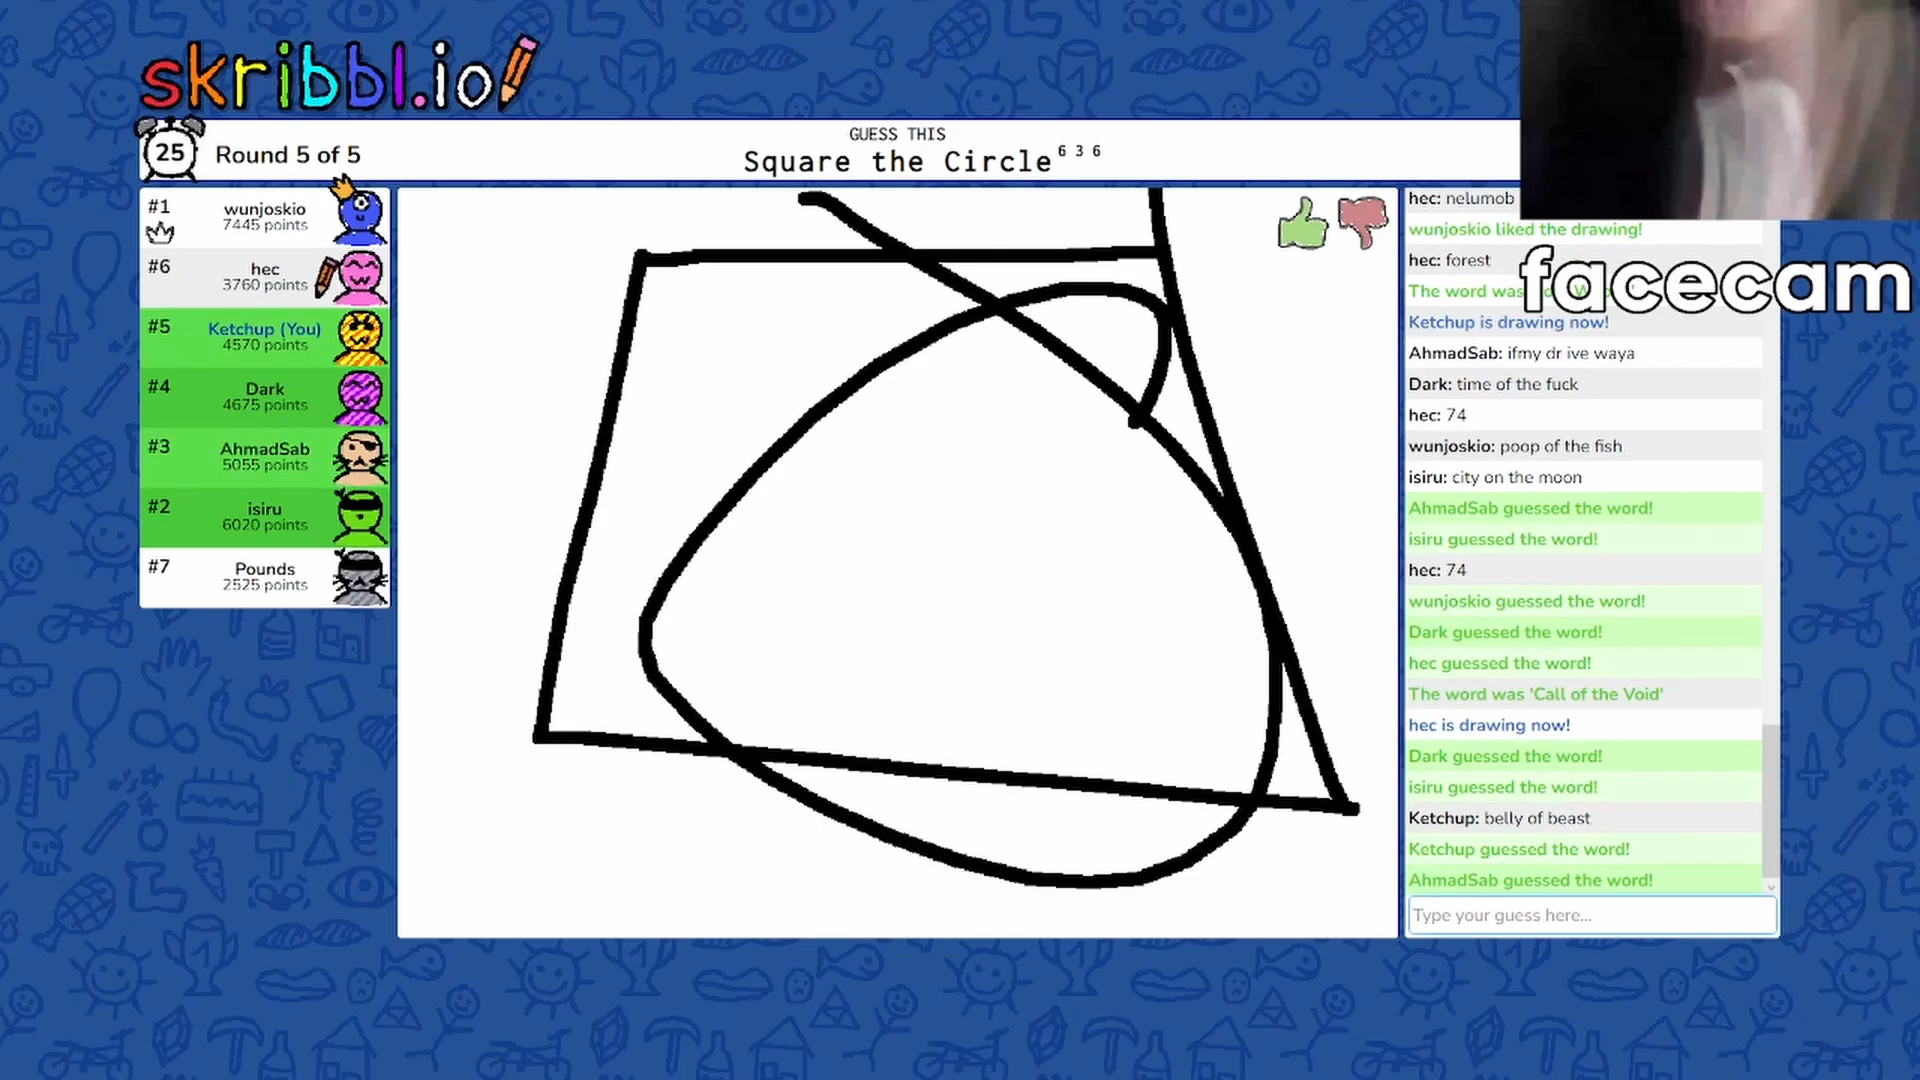 skribbl.io
25
Round 5 of 5
GUESS THIS
Square the Circle 6 3 6
#1
wunjoskio
7445 points
#6
hec
3760 points
#5
Ketchup (You)
4570 points
#4
Dark
4675 points
#3
AhmadSab
5055 points
#2
isiru
6020 points
#7
Pounds
2525 points
hec: nelumob
wunjoskio liked the drawing!
hec: forest
The word was
facecam
Ketchup is drawing now!
AhmadSab: ifmy dr ive waya
Dark: time of the fuck
hec: 74
wunjoskio: poop of the fish
isiru: city on the moon
AhmadSab guessed the word!
isiru guessed the word!
hec: 74
wunjoskio guessed the word!
Dark guessed the word!
hec guessed the word!
The word was 'Call of the Void'
hec is drawing now!
Dark guessed the word!
isiru guessed the word!
Ketchup: belly of beast
Ketchup guessed the word!
AhmadSab guessed the word!
Type your guess here...